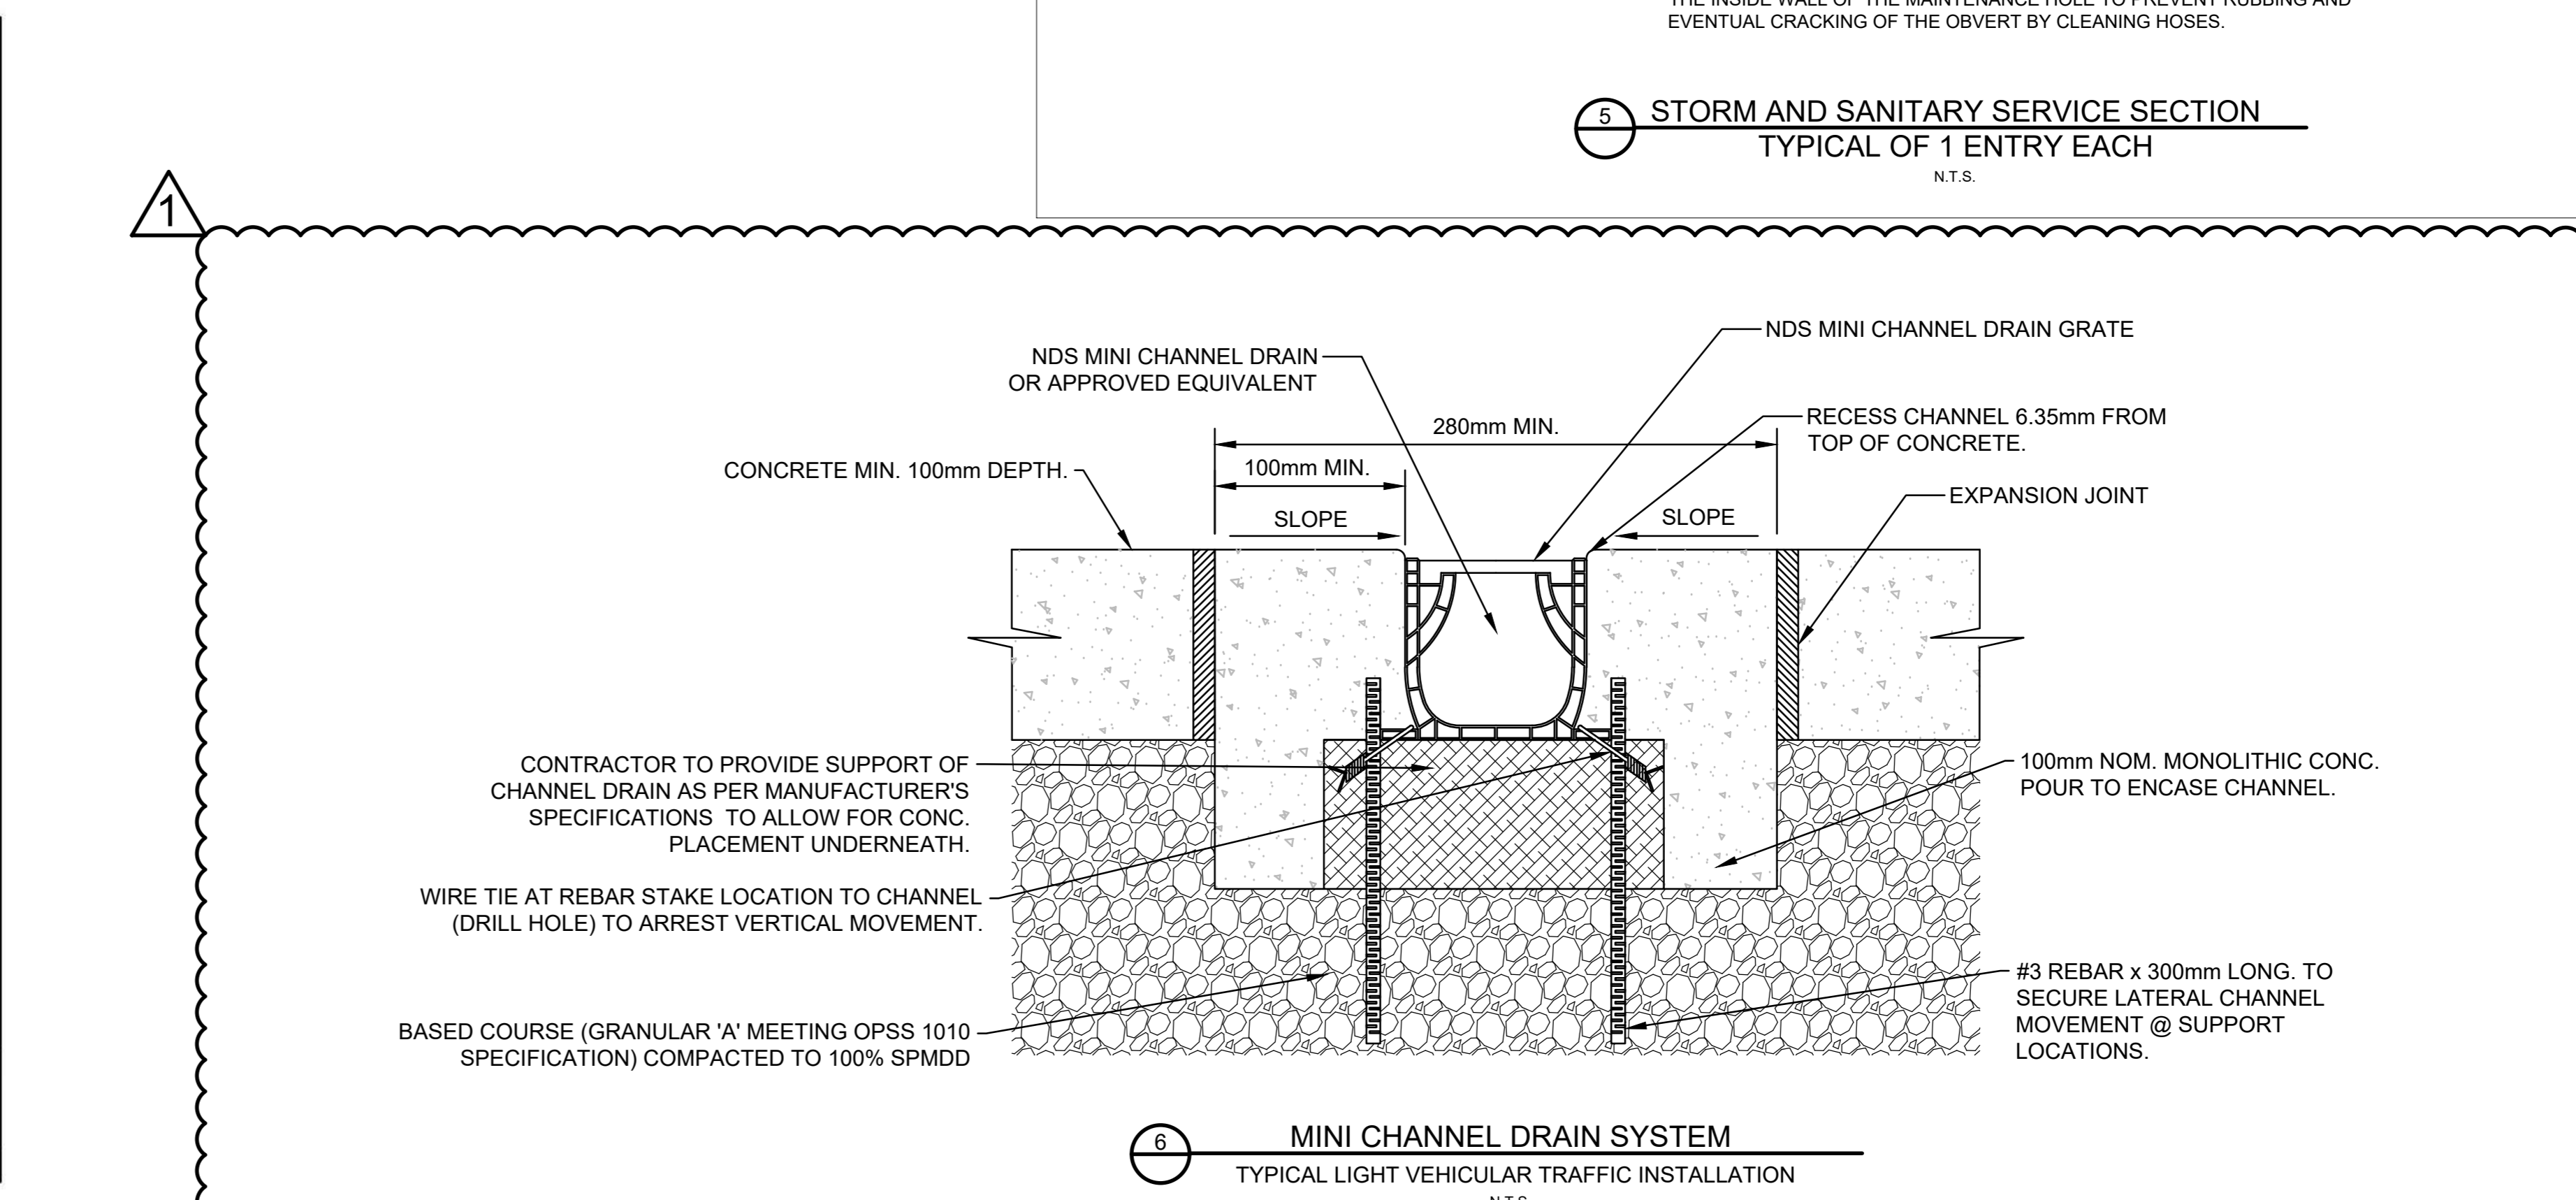 THE INSIDE WALL OF THE MAINTENANCE HOLE TO PREVENT RUBBING AND
EVENTUAL CRACKING OF THE OBVERT BY CLEANING HOSES.
5
STORM AND SANITARY SERVICE SECTION
TYPICAL OF 1 ENTRY EACH
N.T.S.
1
NDS MINI CHANNEL DRAIN GRATE
NDS MINI CHANNEL DRAIN
OR APPROVED EQUIVALENT
RECESS CHANNEL 6.35mm FROM
TOP OF CONCRETE.
280mm MIN.
CONCRETE MIN. 100mm DEPTH.
100mm MIN.
EXPANSION JOINT
SLOPE
SLOPE
CONTRACTOR TO PROVIDE SUPPORT OF
CHANNEL DRAIN AS PER MANUFACTURER'S
SPECIFICATIONS TO ALLOW FOR CONC.
PLACEMENT UNDERNEATH.
100mm NOM. MONOLITHIC CONC.
POUR TO ENCASE CHANNEL.
WIRE TIE AT REBAR STAKE LOCATION TO CHANNEL
(DRILL HOLE) TO ARREST VERTICAL MOVEMENT.
#3 REBAR x 300mm LONG. TO
SECURE LATERAL CHANNEL
MOVEMENT @ SUPPORT
LOCATIONS.
BASED COURSE (GRANULAR 'A' MEETING OPSS 1010
SPECIFICATION) COMPACTED TO 100% SPMDD
6
MINI CHANNEL DRAIN SYSTEM
TYPICAL LIGHT VEHICULAR TRAFFIC INSTALLATION
N.T.S.